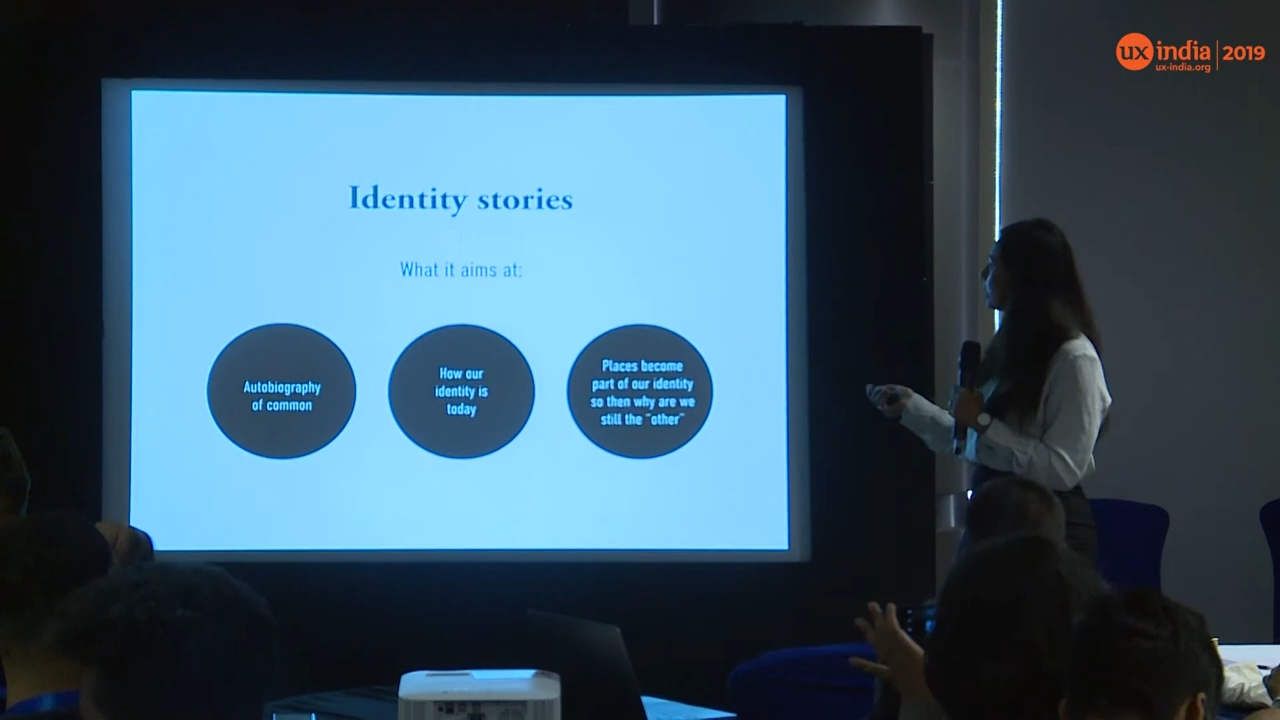 ux india 2019
ux-india.org
Identity stories
What it aims at:
Autobiography
of common
How our
identity is
today
Places become
part of our identity
so then why are we
still the "other"